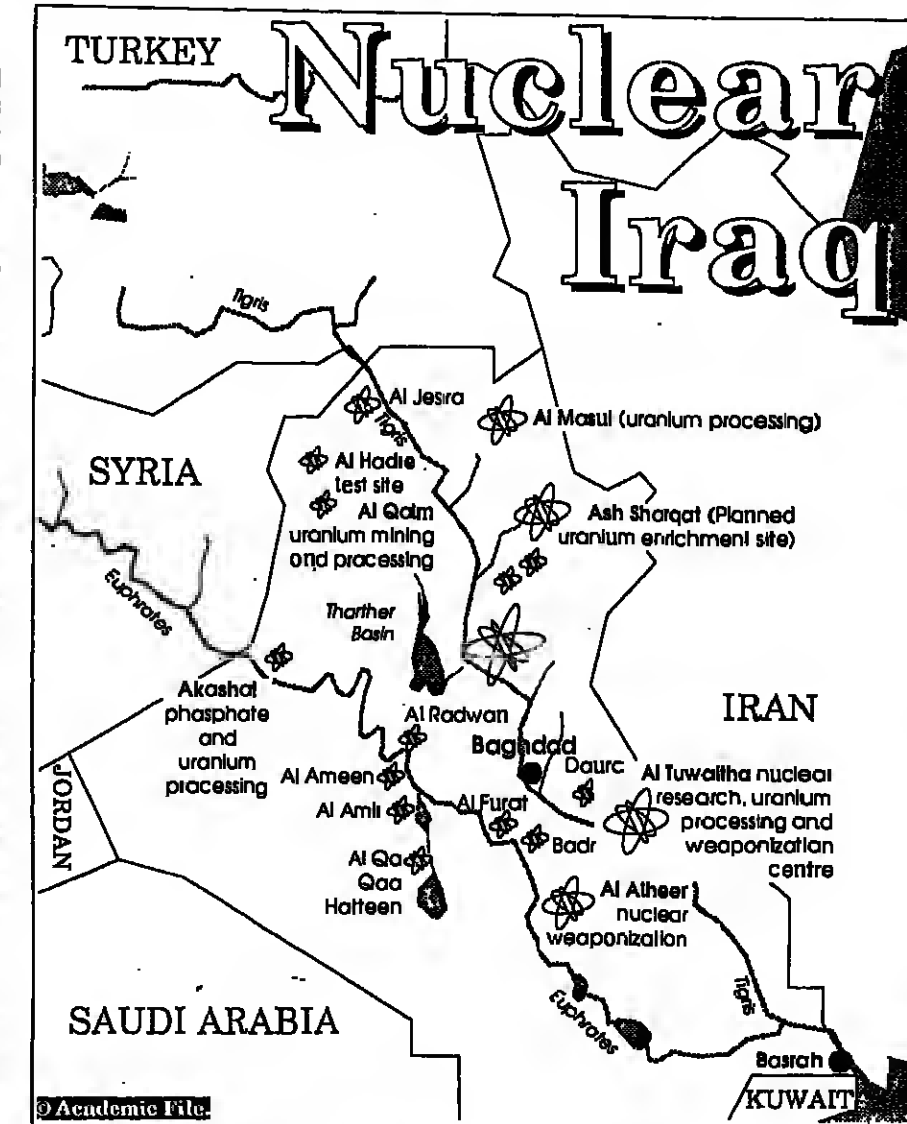 Nuclear
Iraq
TURKEY
Tigris
Al Jesira
Tigris
Al Masul (uranium processing)
SYRIA
Al Hadre
test site
Al Qaim
uranium mining
and processing
Ash Sharqat (Planned
uranium enrichment site)
Euphrates
Tharther
Basin
Akashat
phasphate
and
uranium
processing
Al Radwan
Baghdad
IRAN
JORDAN
Al Ameen
Al Amli
Al Furat
Daurc
Badr
Al Tuwaitha nuclear
research, uranium
processing and
weaponization
centre
Al Qa
Qaa
Hatteen
Al Atheer
nuclear
weaponization
Euphrates
Tigris
SAUDI ARABIA
Basrah
KUWAIT
© Academic File.